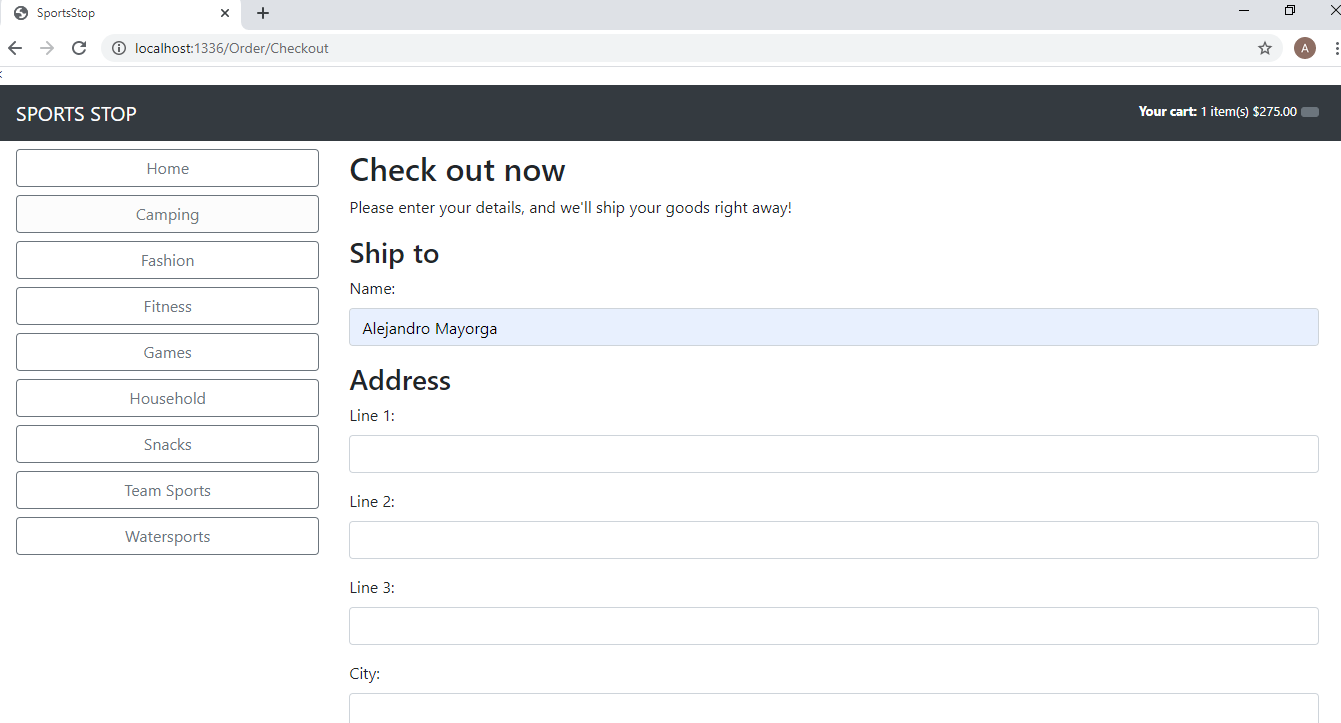 SportsStop
localhost:1336/Order/Checkout
A
<
SPORTS STOP
Your cart: 1 item(s) $275.00
Home
Camping
Fashion
Fitness
Games
Household
Snacks
Team Sports
Watersports
Check out now
Please enter your details, and we'll ship your goods right away!
Ship to
Name:
Alejandro Mayorga
Address
Line 1:
Line 2:
Line 3:
City: